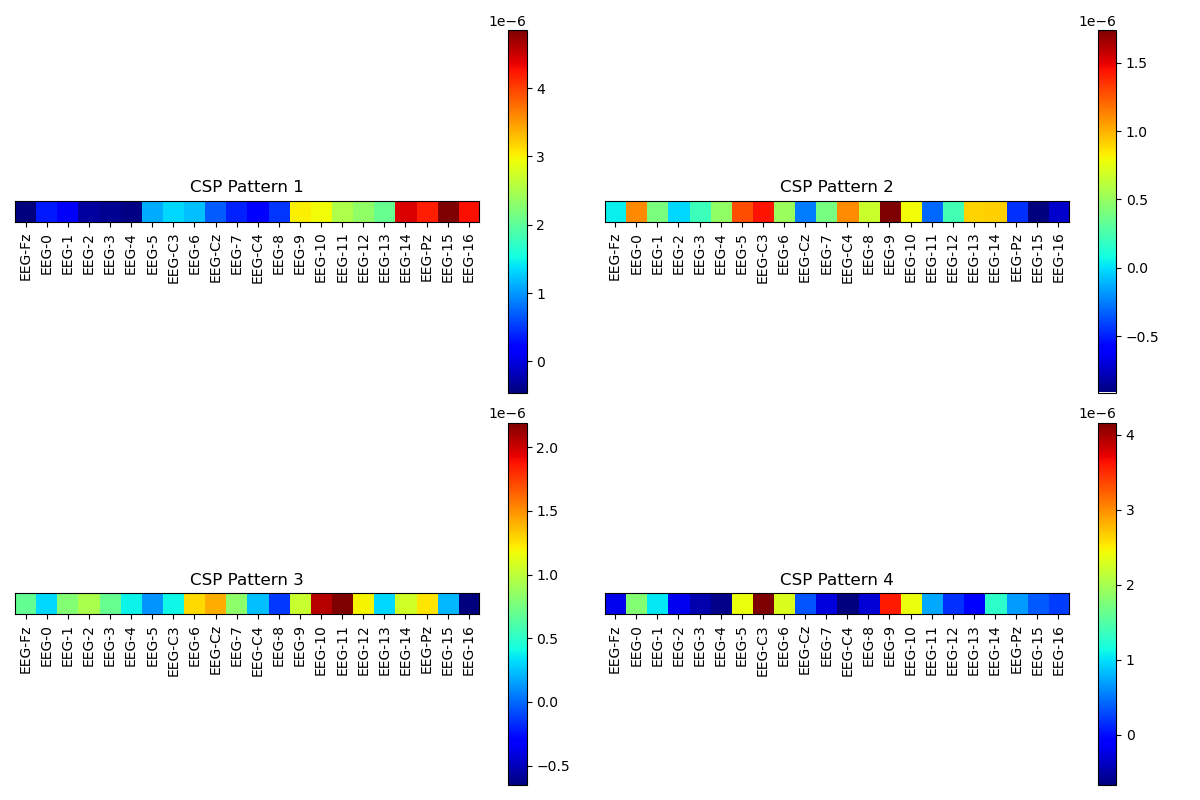 1e−6
CSP Pattern 1
4
3
2
1
0
EEG-Fz
EEG-0
EEG-1
EEG-2
EEG-3
EEG-4
EEG-5
EEG-C3
EEG-6
EEG-Cz
EEG-7
EEG-C4
EEG-8
EEG-9
EEG-10
EEG-11
EEG-12
EEG-13
EEG-14
EEG-Pz
EEG-15
EEG-16
1e−6
CSP Pattern 2
1.5
1.0
0.5
0.0
−0.5
EEG-Fz
EEG-0
EEG-1
EEG-2
EEG-3
EEG-4
EEG-5
EEG-C3
EEG-6
EEG-Cz
EEG-7
EEG-C4
EEG-8
EEG-9
EEG-10
EEG-11
EEG-12
EEG-13
EEG-14
EEG-Pz
EEG-15
EEG-16
1e−6
CSP Pattern 3
2.0
1.5
1.0
0.5
0.0
−0.5
EEG-Fz
EEG-0
EEG-1
EEG-2
EEG-3
EEG-4
EEG-5
EEG-C3
EEG-6
EEG-Cz
EEG-7
EEG-C4
EEG-8
EEG-9
EEG-10
EEG-11
EEG-12
EEG-13
EEG-14
EEG-Pz
EEG-15
EEG-16
1e−6
CSP Pattern 4
4
3
2
1
0
EEG-Fz
EEG-0
EEG-1
EEG-2
EEG-3
EEG-4
EEG-5
EEG-C3
EEG-6
EEG-Cz
EEG-7
EEG-C4
EEG-8
EEG-9
EEG-10
EEG-11
EEG-12
EEG-13
EEG-14
EEG-Pz
EEG-15
EEG-16